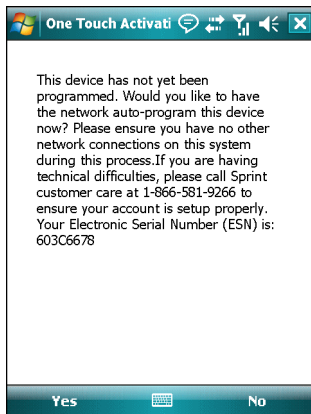 One Touch Activati
This device has not yet been
programmed. Would you like to have
the network auto-program this device
now? Please ensure you have no other
network connections on this system
during this process.If you are having
technical difficulties, please call Sprint
customer care at 1-866-581-9266 to
ensure your account is setup properly.
Your Electronic Serial Number (ESN) is:
603C6678
Yes No